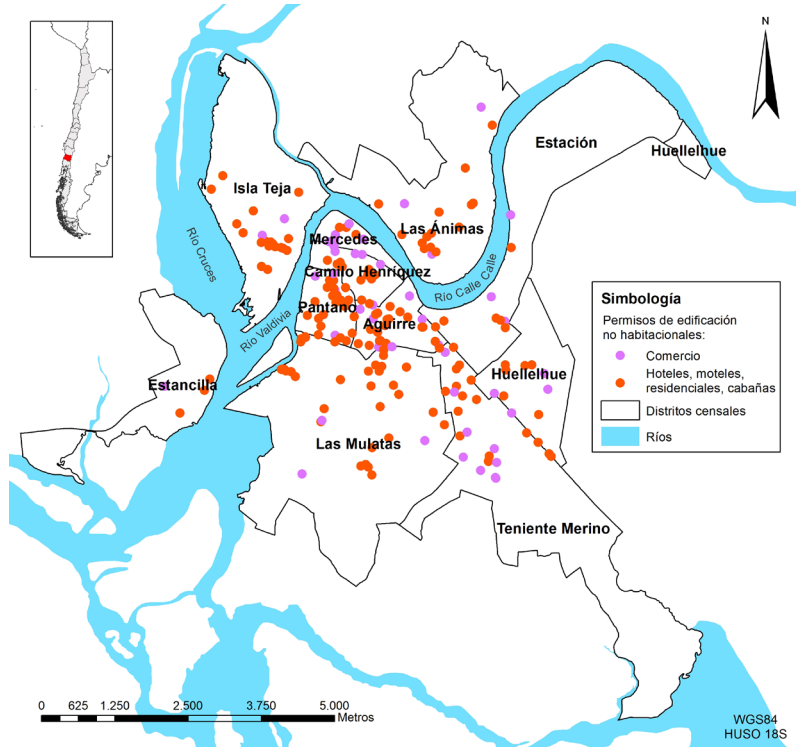 N
Estación
Huellelhue
Isla Teja
Las Ánimas
Mercedes
Río Cruces
Camilo Henríquez
Río Calle Calle
Pantano
Río Valdivia
Aguirre
Estancilla
Huellelhue
Las Mulatas
Teniente Merino
Simbología
Permisos de edificación
no habitacionales:
Comercio
Hoteles, moteles,
residenciales, cabañas
Distritos censales
Ríos
0 625 1.250 2.500 3.750 5.000
Metros
WGS84
HUSO 18S